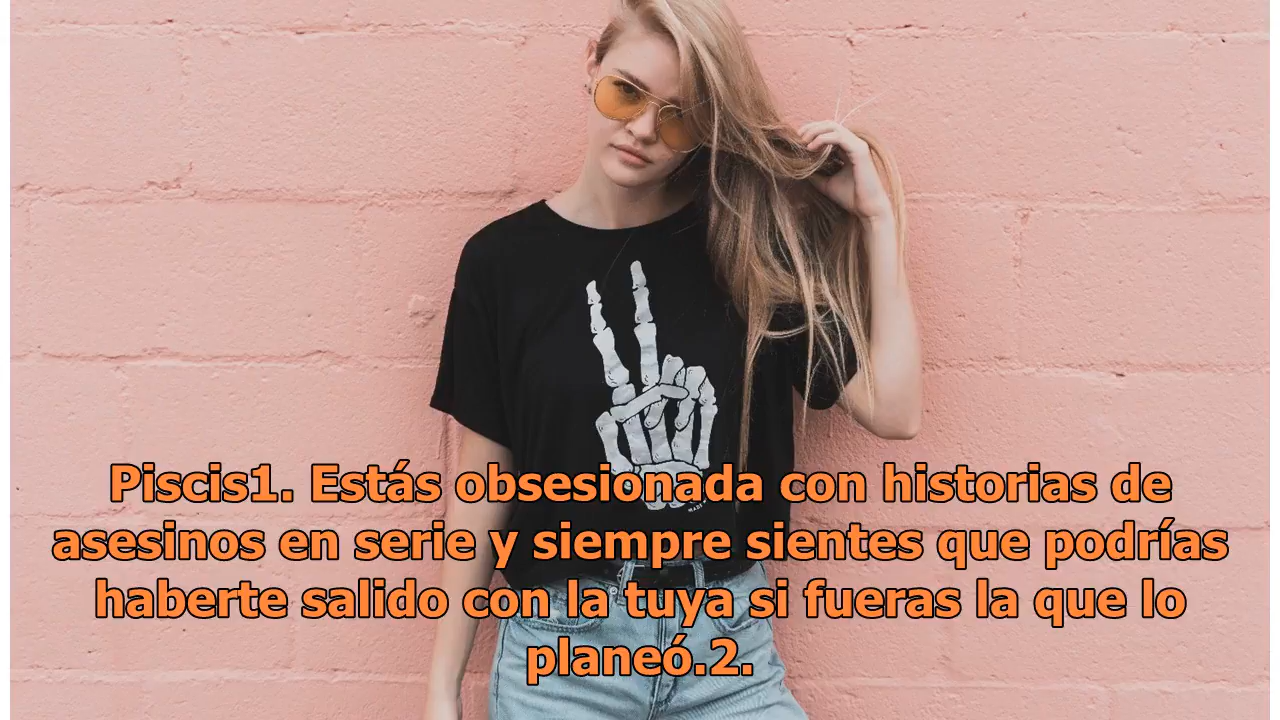 Piscis1. Estás obsesionada con historias de
asesinos en serie y siempre sientes que podrías
haberte salido con la tuya si fueras la que lo
planeó.2.